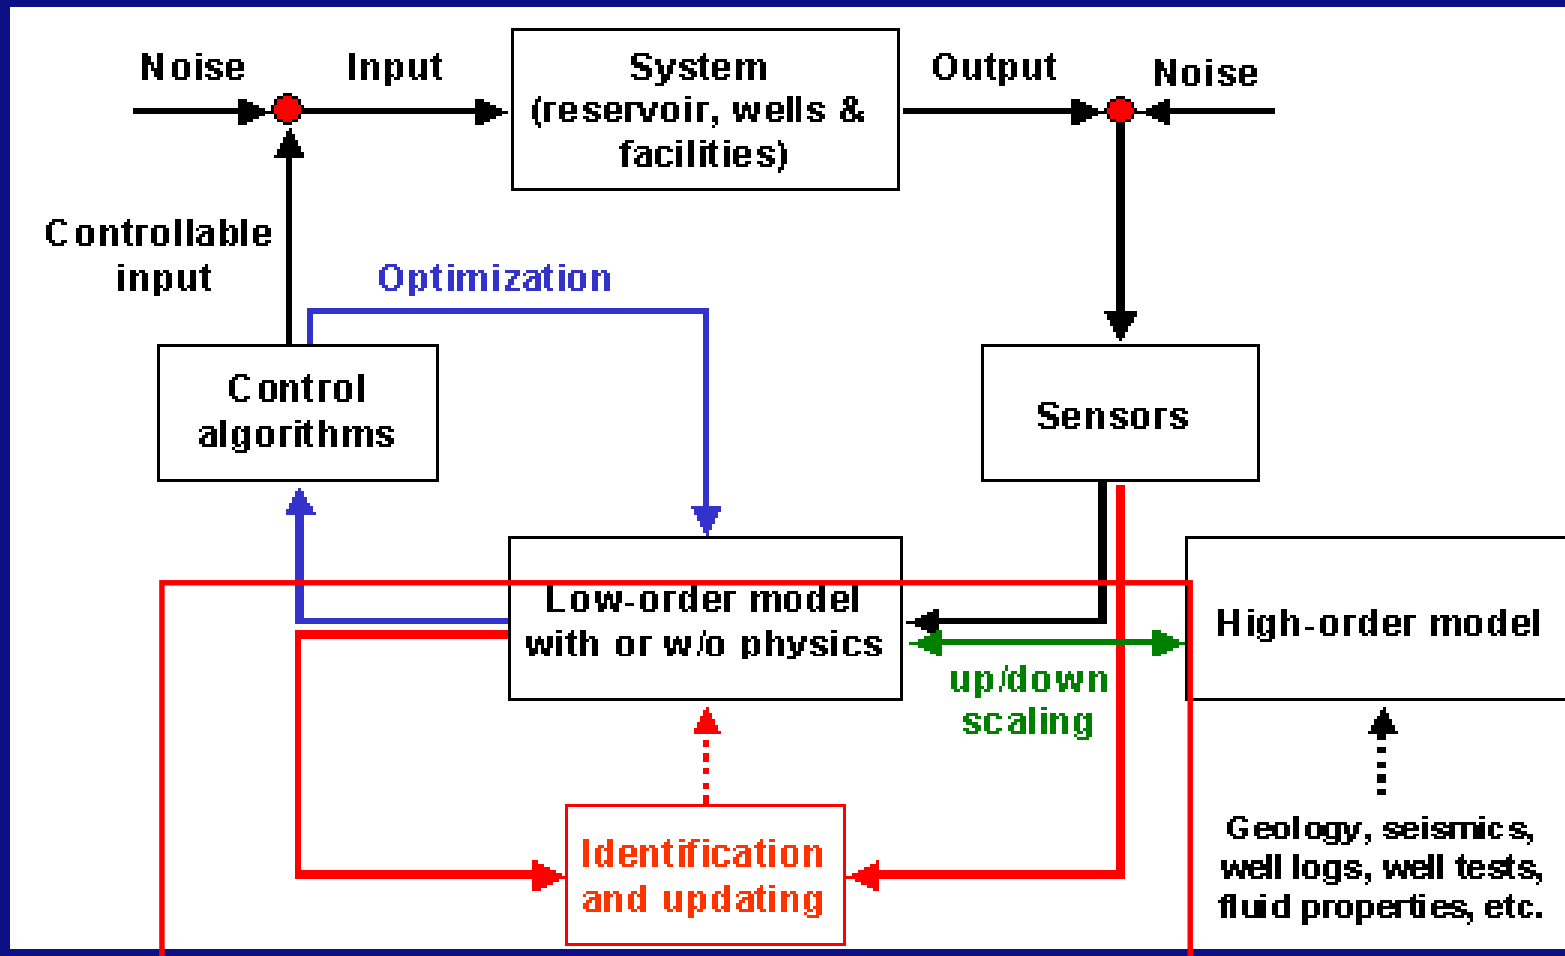 Noise
Input
System
(reservoir, wells &
facilities)
Output
Noise
Controllable
input
Optimization
Control
algorithms
Sensors
Low-order model
with or w/o physics
High-order model
up/down
scaling
Identification
and updating
Geology, seismics,
well logs, well tests,
fluid properties, etc.